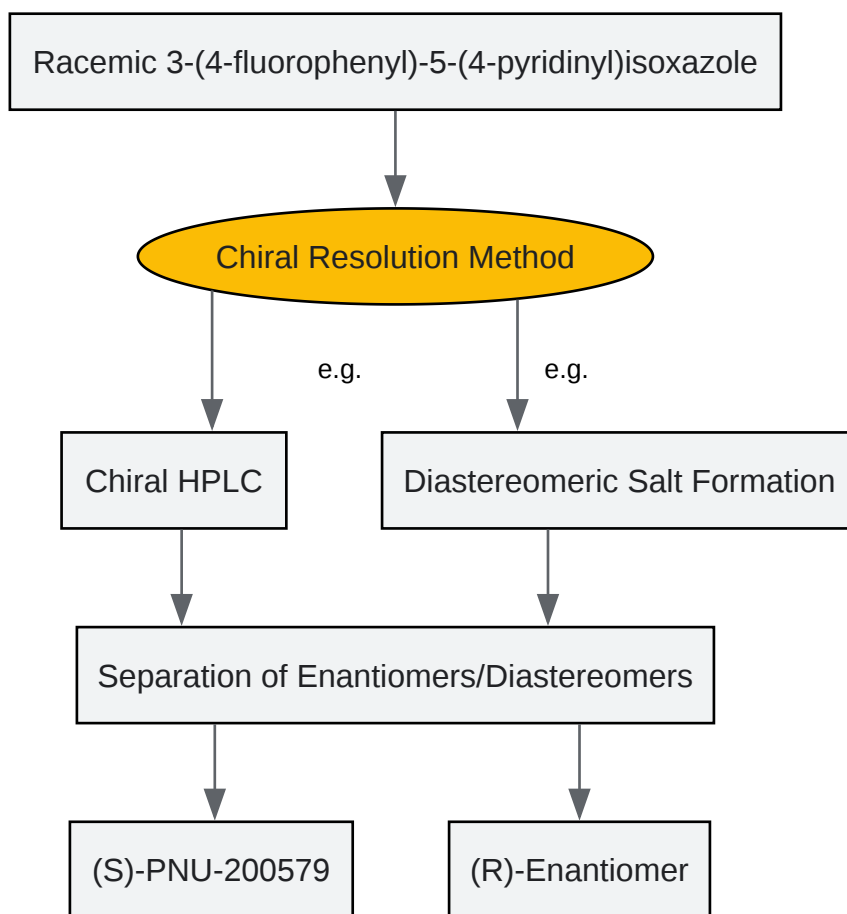 Racemic 3-(4-fluorophenyl)-5-(4-pyridinyl)isoxazole
Chiral Resolution Method
e.g.
e.g.
Chiral HPLC
Diastereomeric Salt Formation
Separation of Enantiomers/Diastereomers
(S)-PNU-200579
(R)-Enantiomer